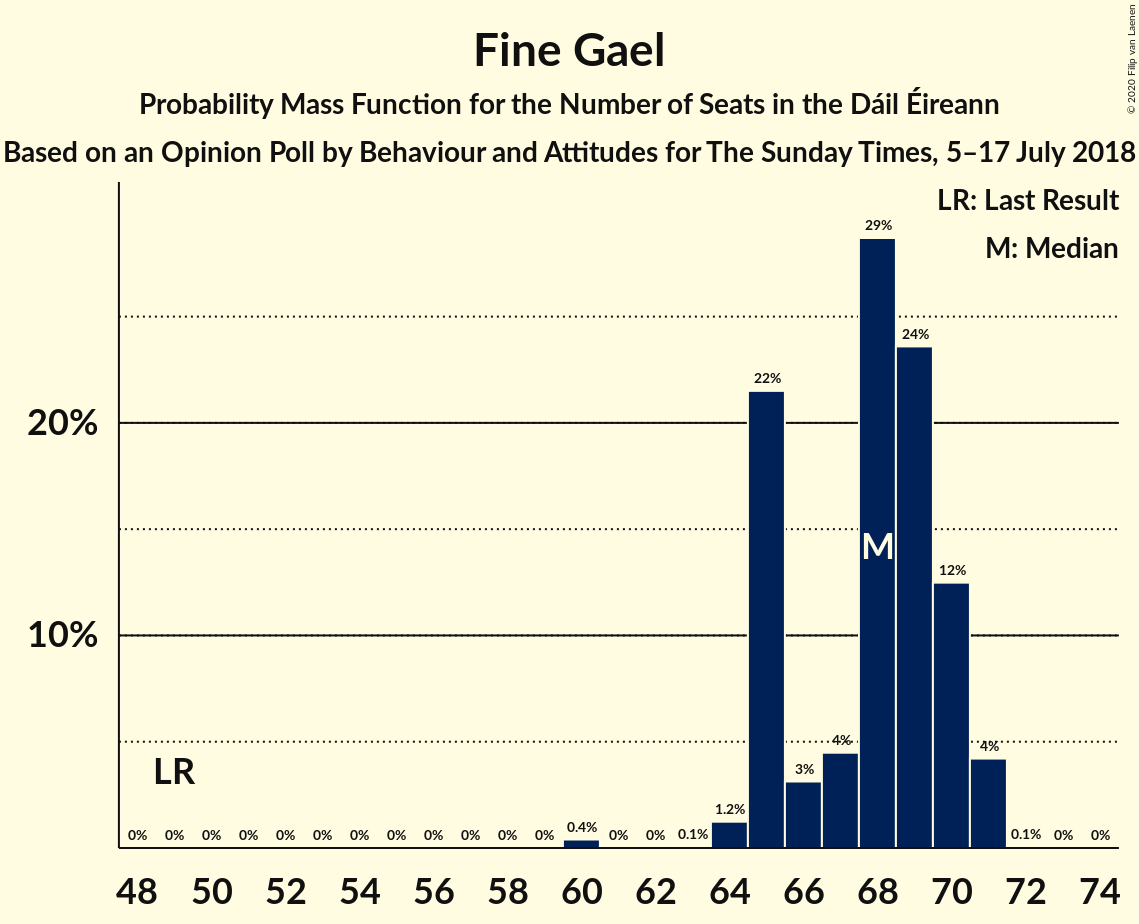 Fine Gael
Probability Mass Function for the Number of Seats in the Dáil Éireann
Based on an Opinion Poll by Behaviour and Attitudes for The Sunday Times, 5–17 July 2018
© 2020 Filip van Laenen
LR: Last Result
M: Median
29%
24%
22%
20%
M
12%
10%
4%
4%
3%
LR
1.2%
0% 0% 0% 0% 0% 0% 0% 0% 0% 0% 0% 0% 0.4% 0% 0% 0.1% 0.1% 0% 0%
48 50 52 54 56 58 60 62 64 66 68 70 72 74